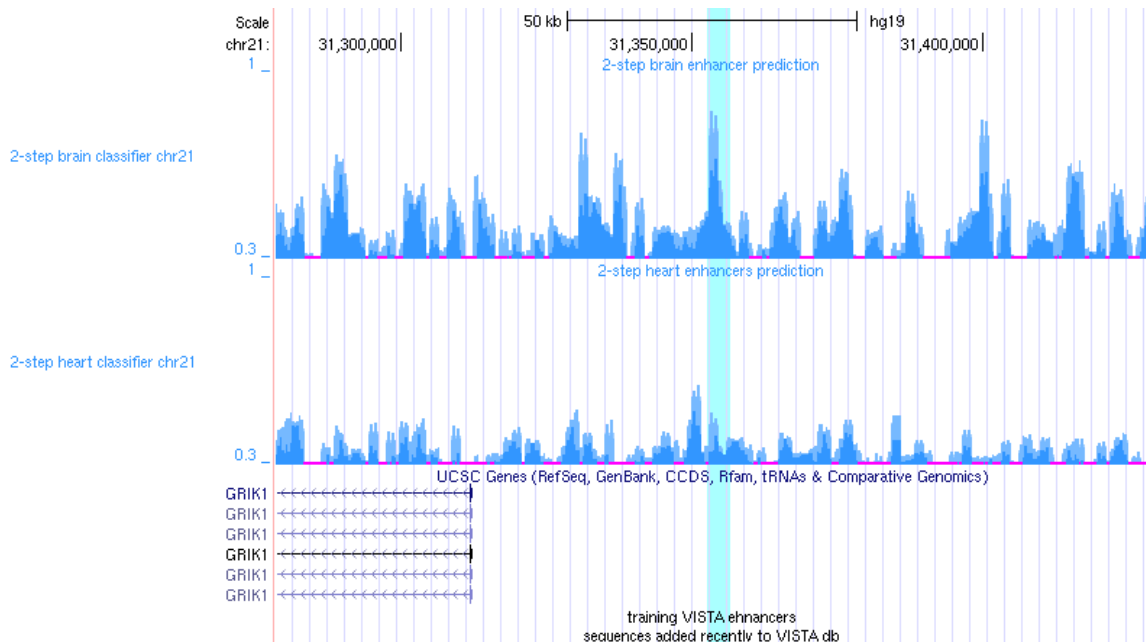 Scale 50 kb hg19
chr21: 31,300,000 31,350,000 31,400,000
1 _ 2-step brain enhancer prediction
2-step brain classifier chr21
0.3 _
1 _ 2-step heart enhancers prediction
2-step heart classifier chr21
0.3 _
UCSC Genes (RefSeq, GenBank, CCDS, Rfam, tRNAs & Comparative Genomics)
GRIK1
GRIK1
GRIK1
GRIK1
GRIK1
GRIK1
training VISTA ehnancers
sequences added recently to VISTA db